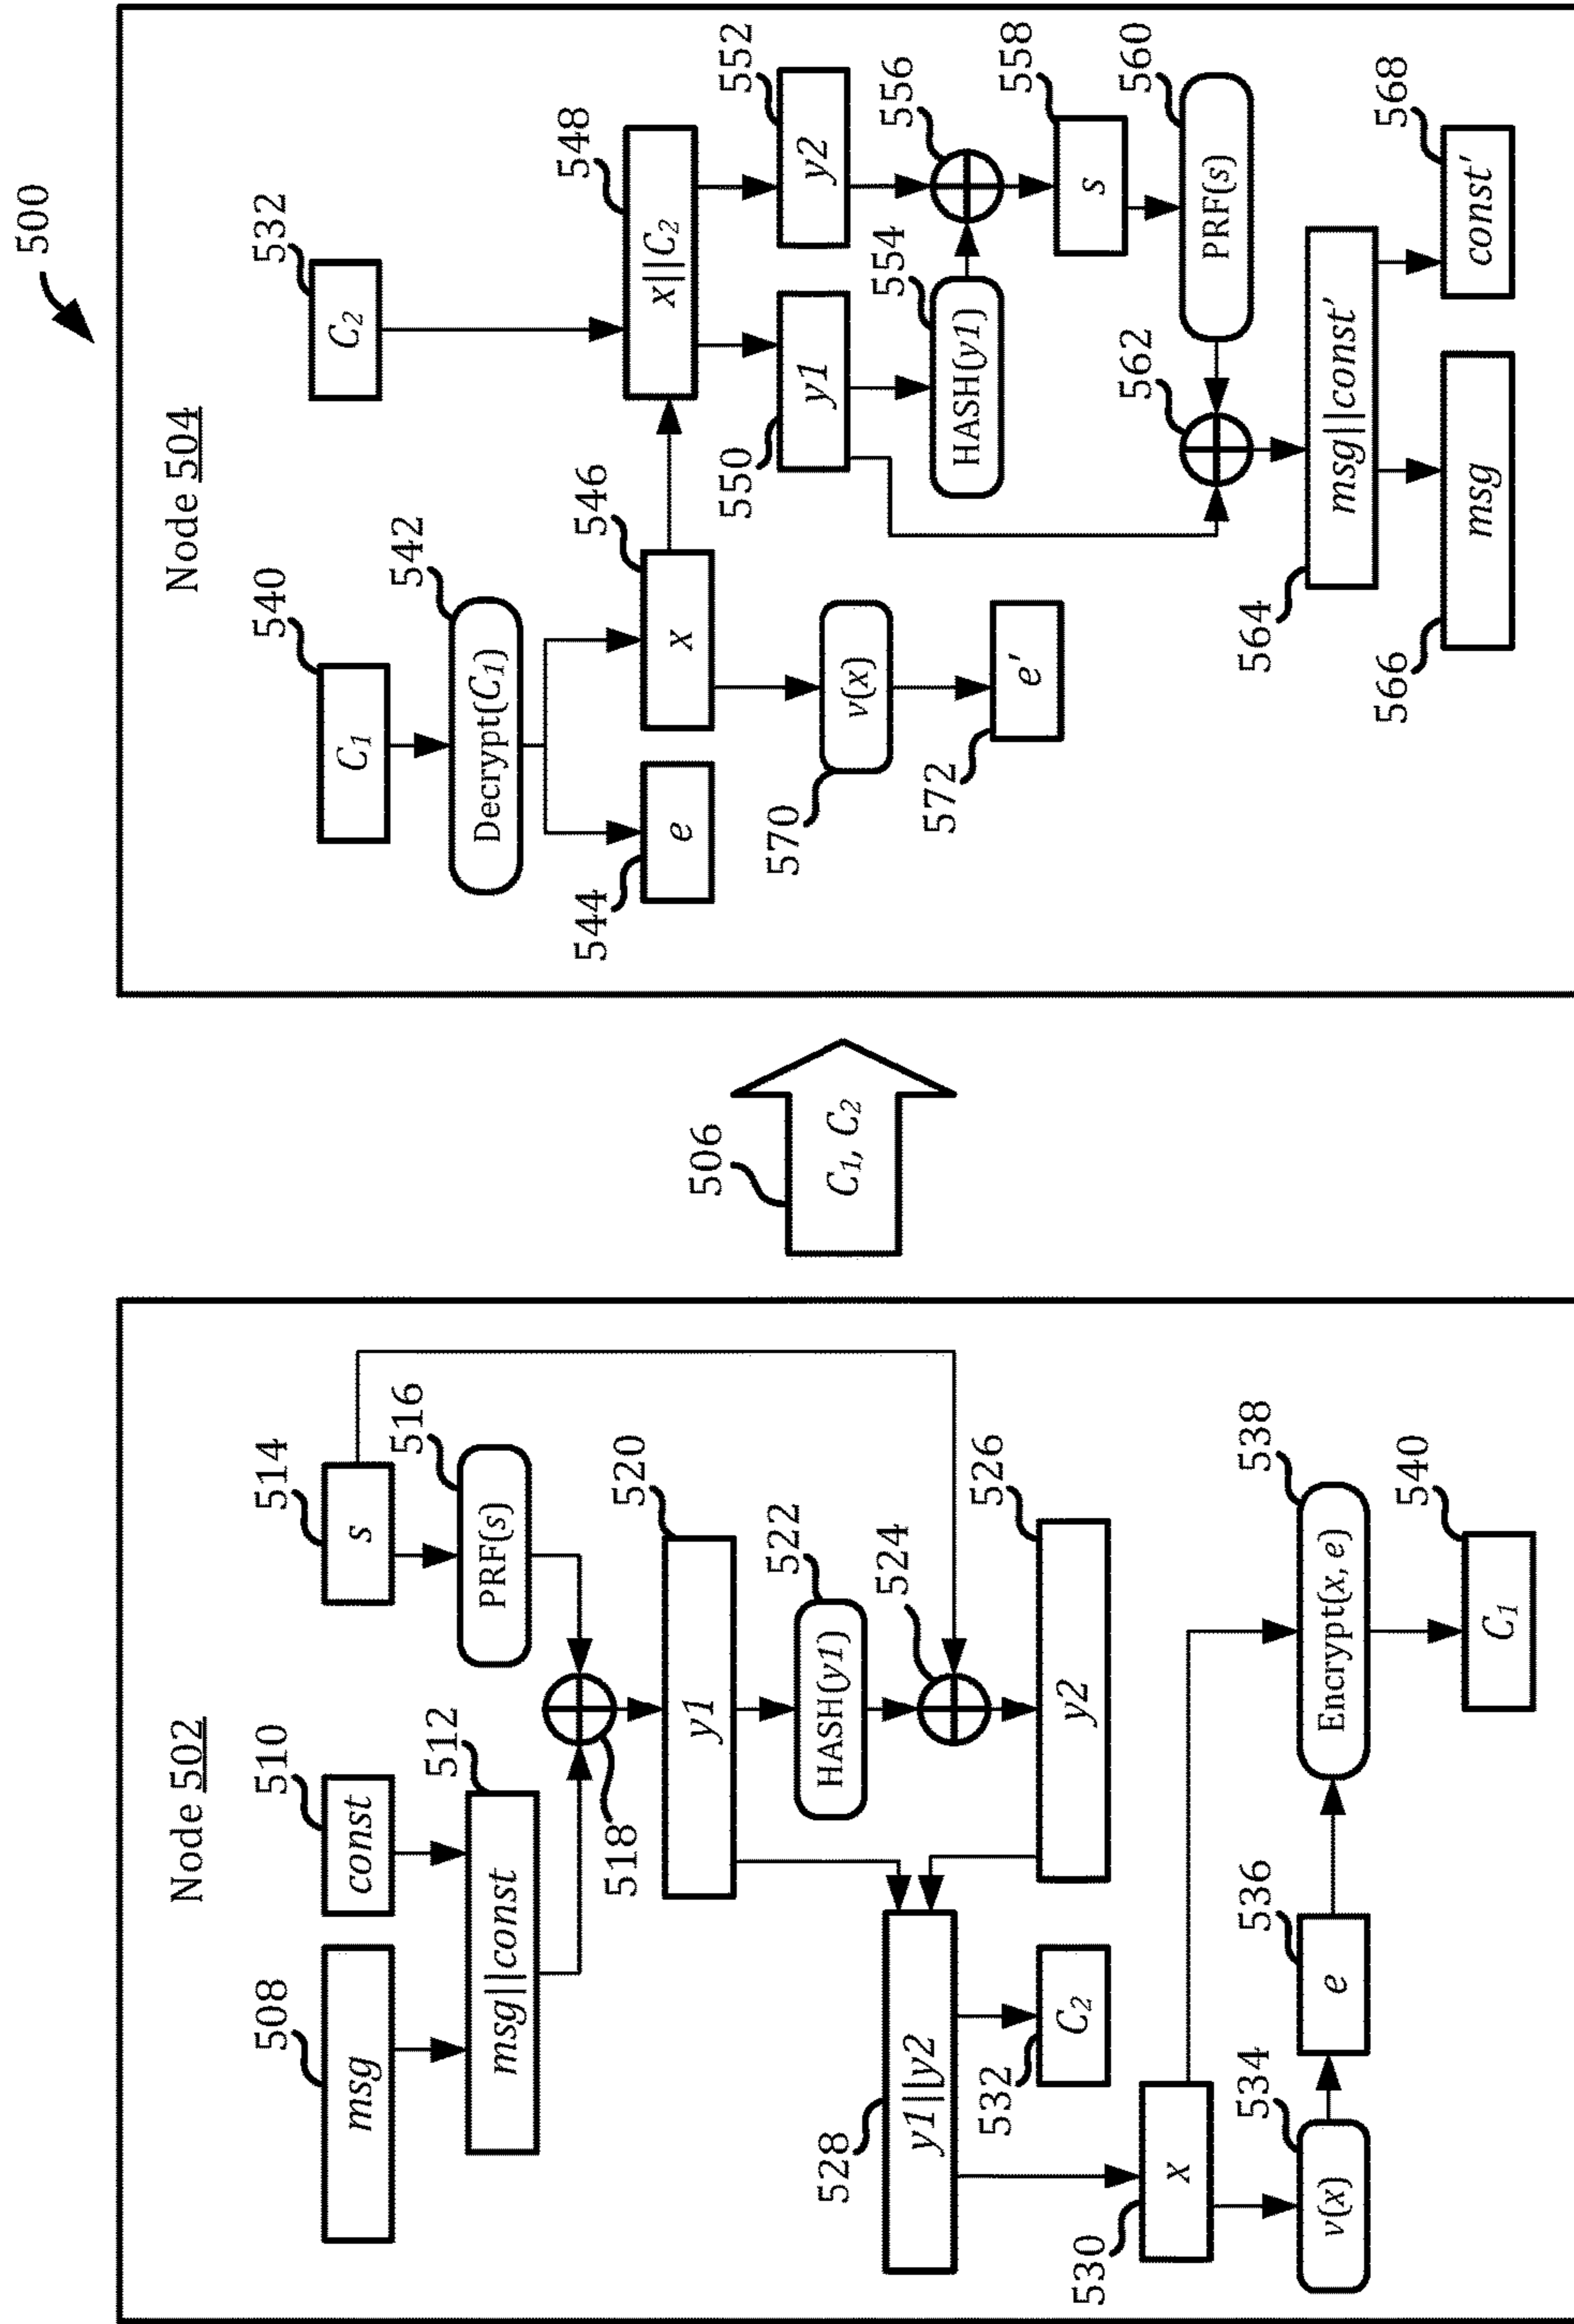 500
Node 502
508
msg
510
const
514
s
512
msg||const
516
PRF(s)
518
520
y1
522
HASH(y1)
524
526
y2
528
y1||y2
532
C₂
530
x
534
v(x)
536
e
538
Encrypt(x, e)
540
C₁
506
C₁, C₂
Node 504
540
C₁
532
C₂
542
Decrypt(C₁)
544
e
546
x
548
x||C₂
570
v(x)
572
e'
550
y1
552
y2
554
HASH(y1)
556
558
s
560
PRF(s)
562
564
msg||const'
566
msg
568
const'